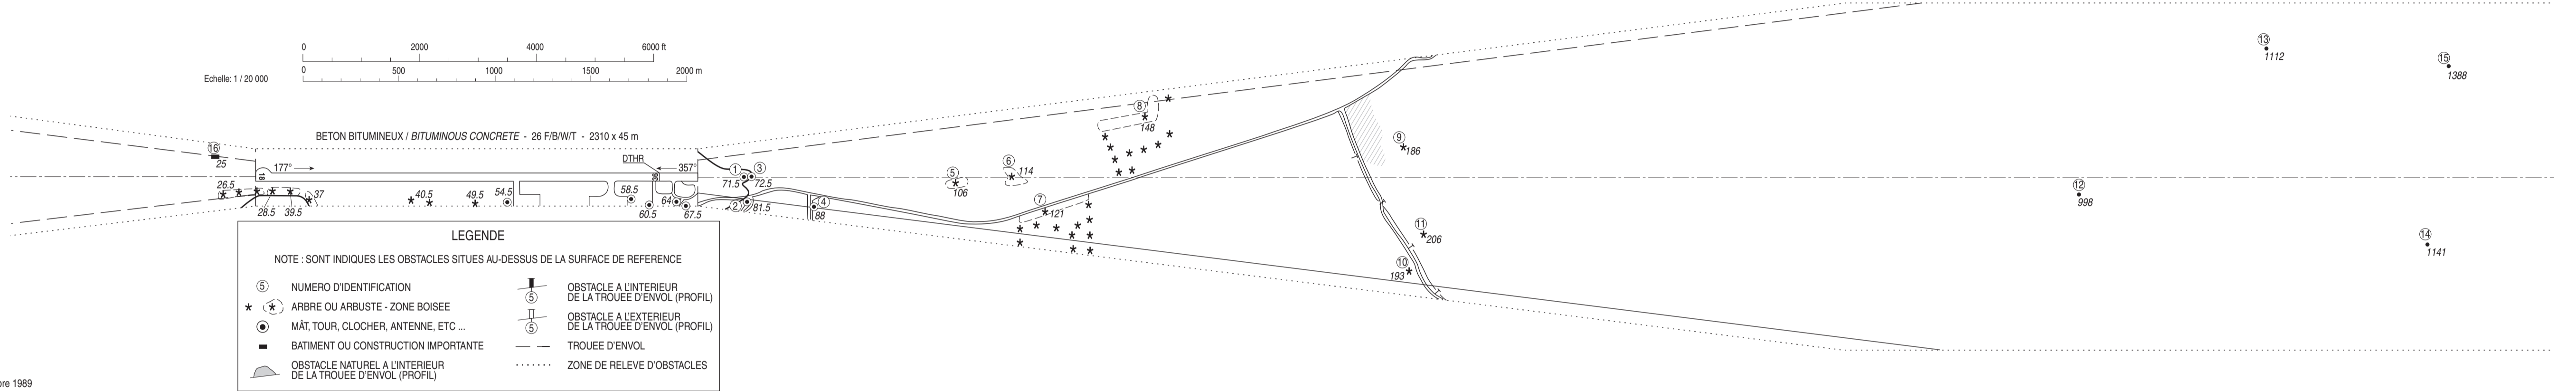 0 2000 4000 6000 ft
0 500 1000 1500 2000 m
Echelle: 1 / 20 000
BETON BITUMINEUX / BITUMINOUS CONCRETE - 26 F/B/W/T - 2310 x 45 m
13
1112
15
1388
8
148
9
186
16
25
177°
DTHR
357°
18
36
1
3
71.5
72.5
5
106
6
114
12
998
26.5
28.5
39.5
37
40.5
49.5
54.5
58.5
60.5
64
67.5
2
81.5
4
88
7
121
11
206
10
193
14
1141
LEGENDE
NOTE : SONT INDIQUES LES OBSTACLES SITUES AU-DESSUS DE LA SURFACE DE REFERENCE
5 NUMERO D'IDENTIFICATION
ARBRE OU ARBUSTE - ZONE BOISEE
MÂT, TOUR, CLOCHER, ANTENNE, ETC ...
BATIMENT OU CONSTRUCTION IMPORTANTE
OBSTACLE NATUREL A L'INTERIEUR
DE LA TROUEE D'ENVOL (PROFIL)
OBSTACLE A L'INTERIEUR
5 DE LA TROUEE D'ENVOL (PROFIL)
OBSTACLE A L'EXTERIEUR
5 DE LA TROUEE D'ENVOL (PROFIL)
TROUEE D'ENVOL
ZONE DE RELEVE D'OBSTACLES
bre 1989